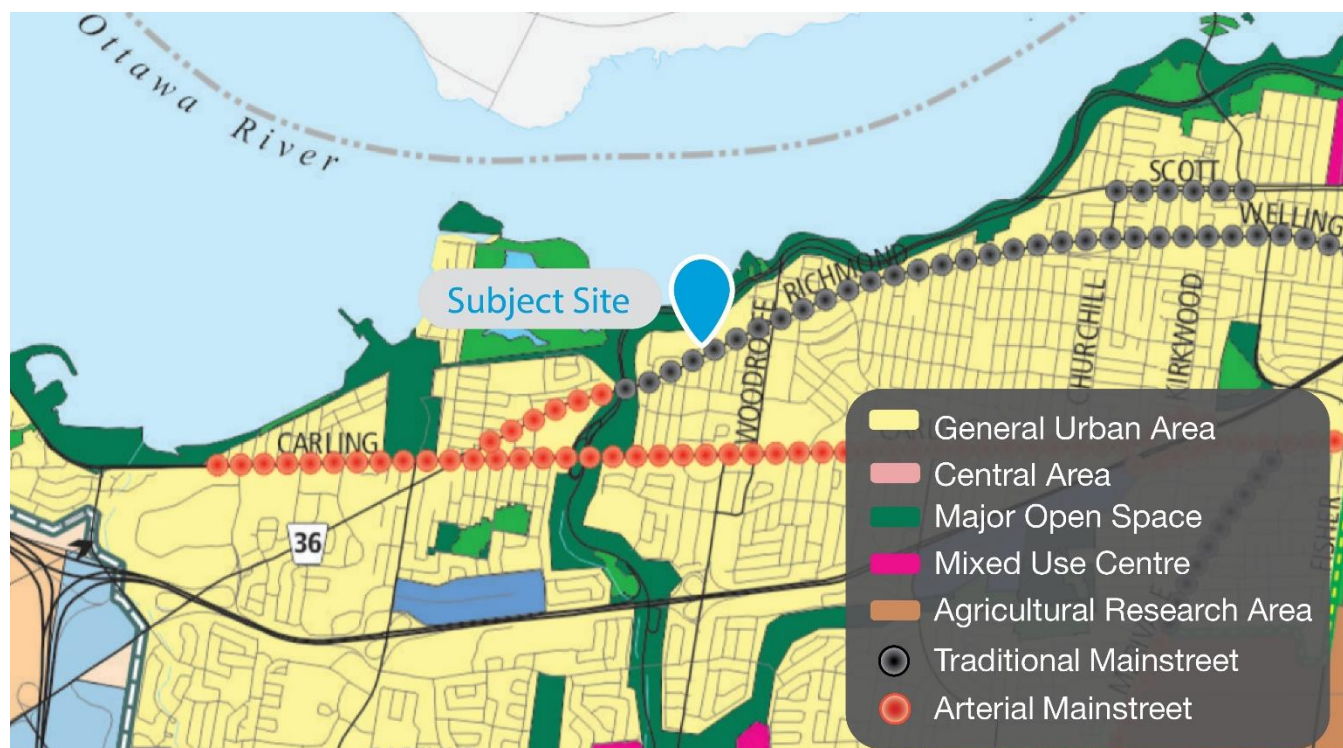 Ottawa River
SCOTT
WELLING
RICHMOND
Subject Site
WOODROFFE
CHURCHILL
KIRKWOOD
CARLING
36
General Urban Area
Central Area
Major Open Space
Mixed Use Centre
Agricultural Research Area
Traditional Mainstreet
Arterial Mainstreet
FISHER